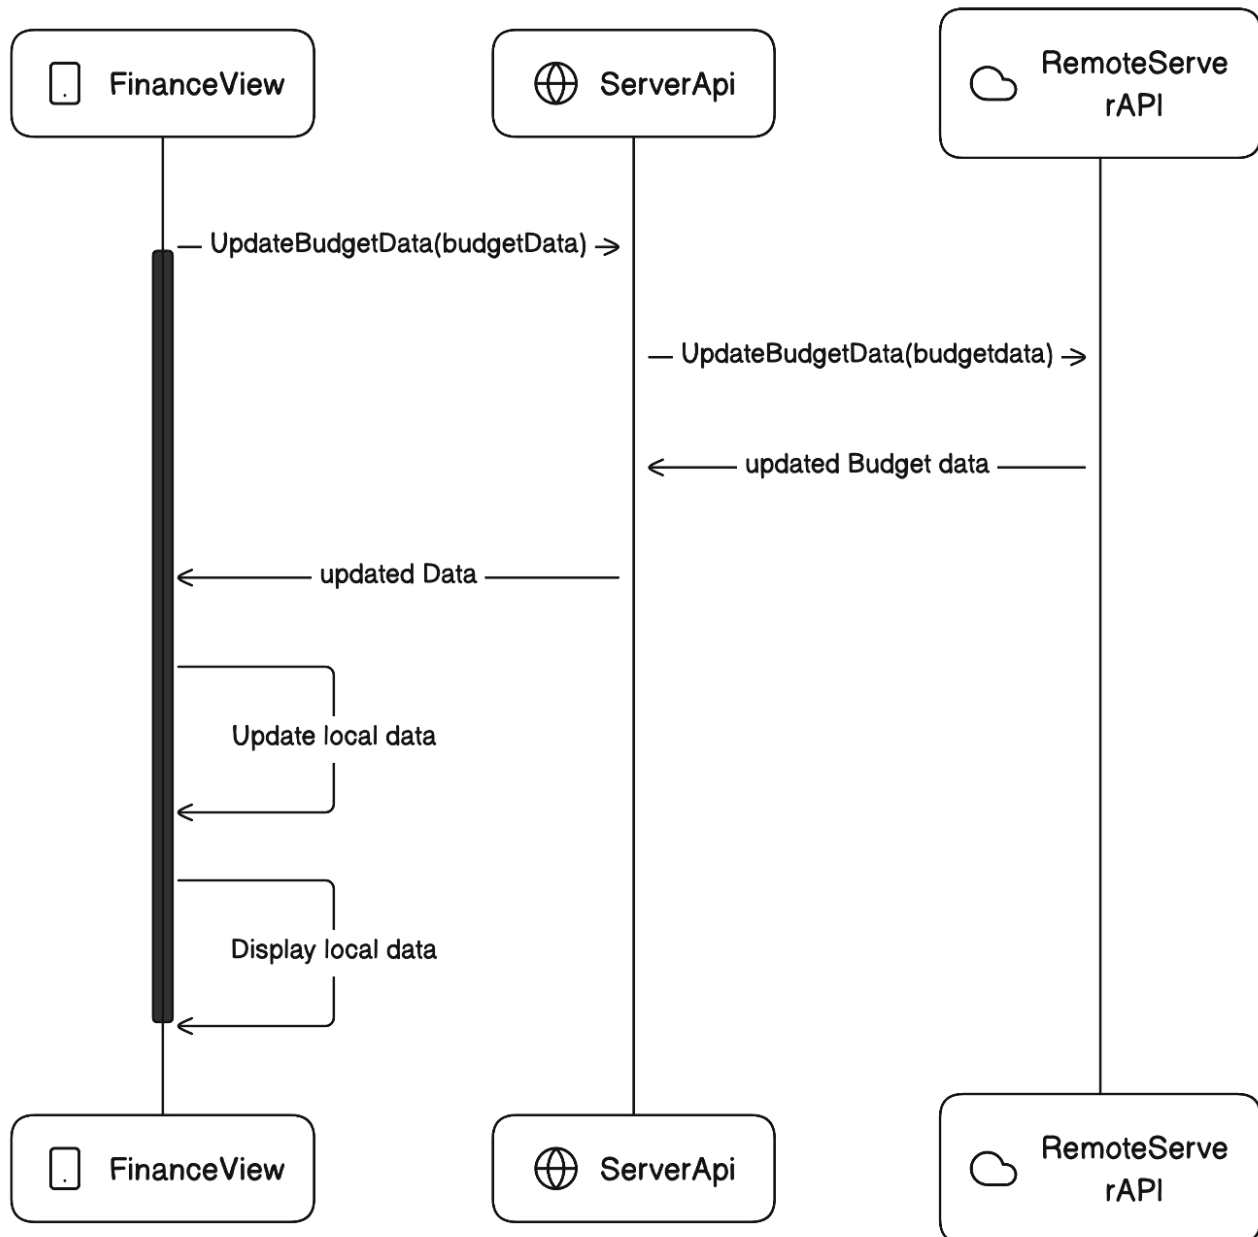 FinanceView
ServerApi
RemoteServe
rAPI
UpdateBudgetData(budgetData)
UpdateBudgetData(budgetdata)
updated Budget data
updated Data
Update local data
Display local data
FinanceView
ServerApi
RemoteServe
rAPI